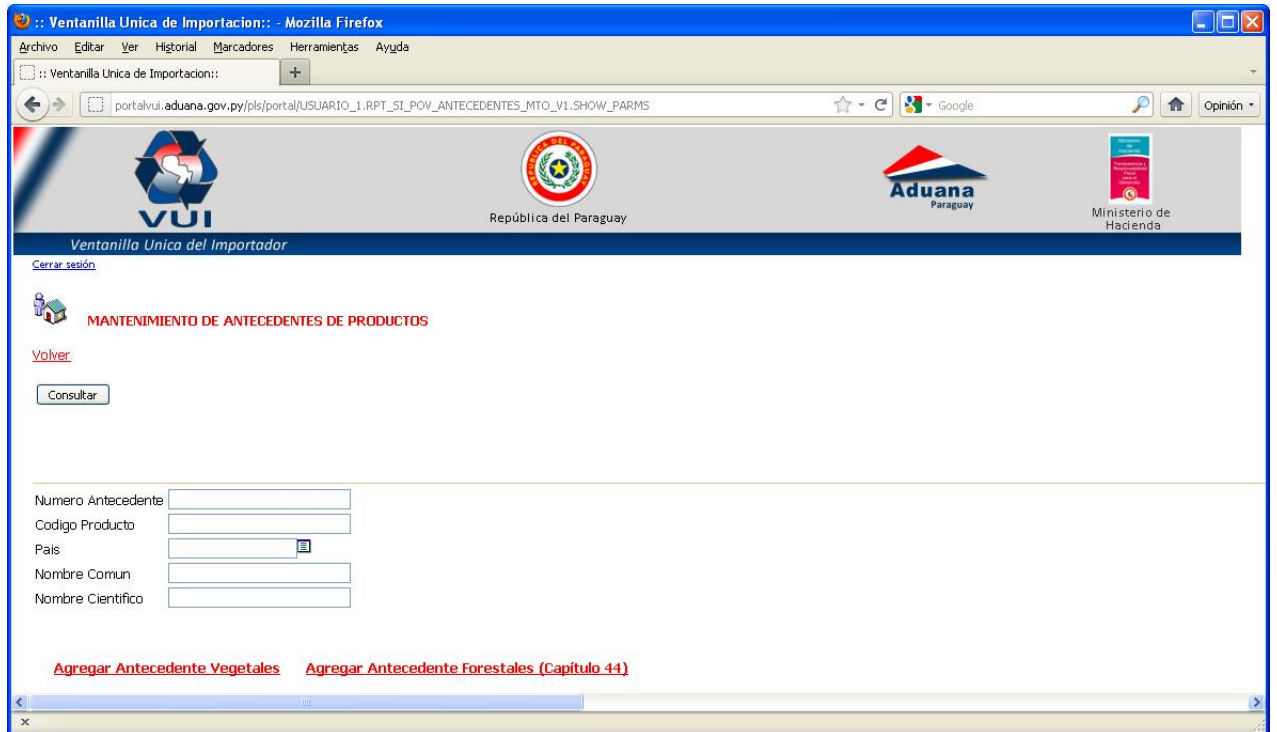 :: Ventanilla Unica de Importacion:: - Mozilla Firefox
Archivo Editar Ver Historial Marcadores Herramientas Ayuda
:: Ventanilla Unica de Importacion:: +
portalvui.aduana.gov.py/pls/portal/USUARIO_1.RPT_SI_POV_ANTECEDENTES_MTO_V1.SHOW_PARMS Google Opinión
REPUBLICA DEL PARAGUAY
VUI
República del Paraguay
Aduana
Paraguay
Ministerio de
Hacienda
Ventanilla Unica del Importador
Cerrar sesión
MANTENIMIENTO DE ANTECEDENTES DE PRODUCTOS
Volver
Consultar
Numero Antecedente
Codigo Producto
Pais
Nombre Comun
Nombre Cientifico
Agregar Antecedente Vegetales Agregar Antecedente Forestales (Capítulo 44)
x